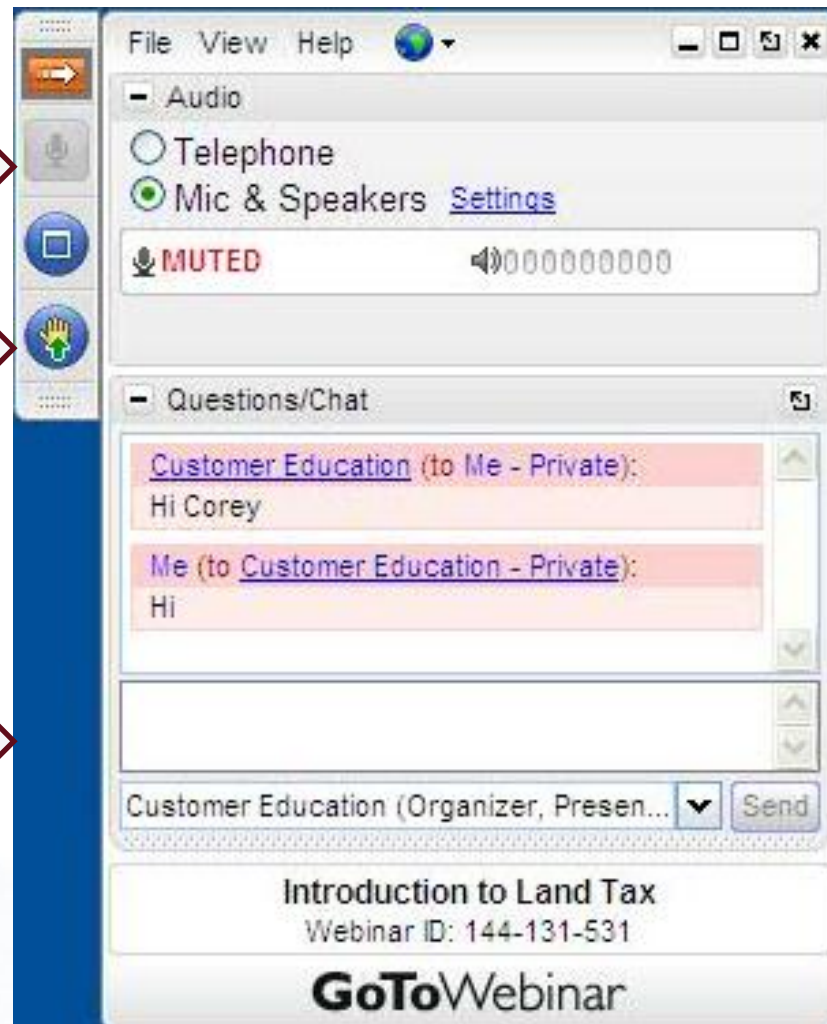 File View Help
Audio
Telephone
Mic & Speakers Settings
MUTED
Questions/Chat
Customer Education (to Me - Private):
Hi Corey
Me (to Customer Education - Private):
Hi
Customer Education (Organizer, Presen... Send
Introduction to Land Tax
Webinar ID: 144-131-531
GoToWebinar